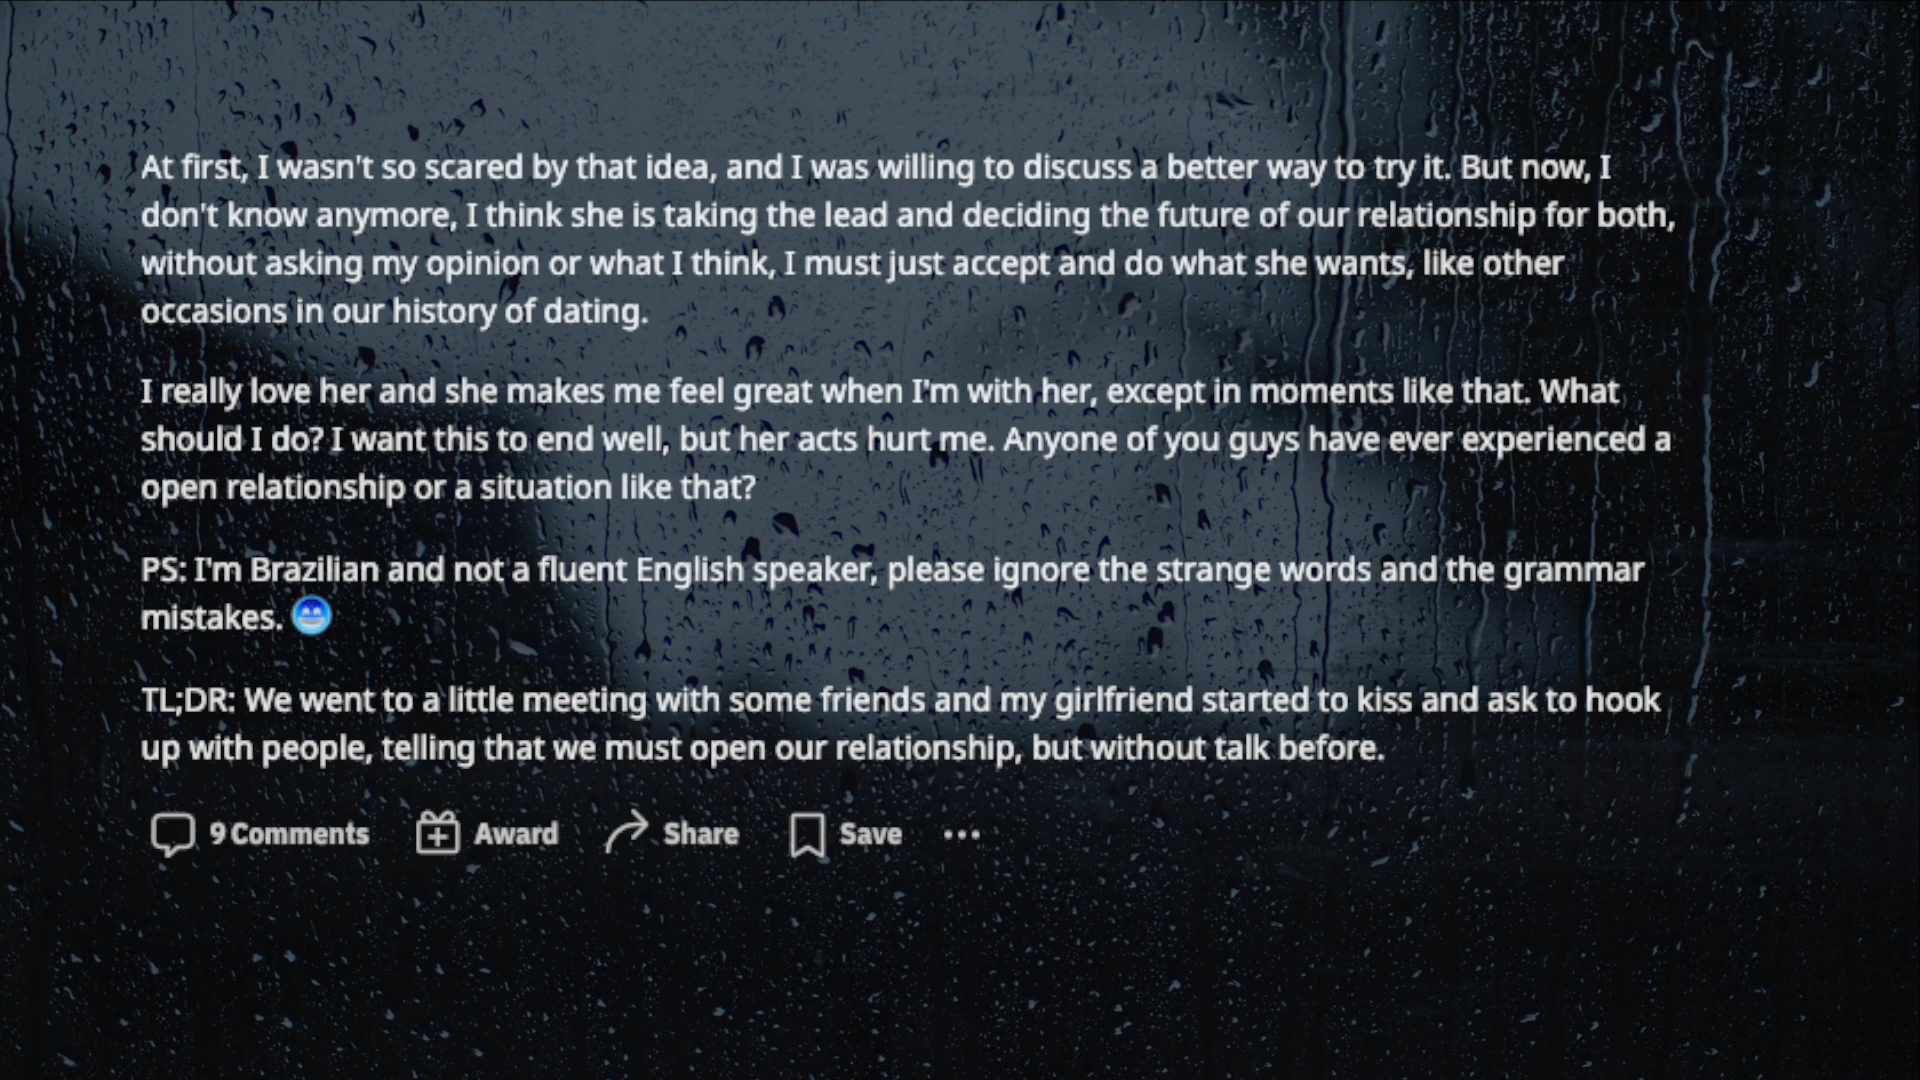 At first, I wasn't so scared by that idea, and I was willing to discuss a better way to try it. But now, I
don't know anymore, I think she is taking the lead and deciding the future of our relationship for both,
without asking my opinion or what I think, I must just accept and do what she wants, like other
occasions in our history of dating.
I really love her and she makes me feel great when I'm with her, except in moments like that. What
should I do? I want this to end well, but her acts hurt me. Anyone of you guys have ever experienced a
open relationship or a situation like that?
PS: I'm Brazilian and not a fluent English speaker, please ignore the strange words and the grammar
mistakes.
TL;DR: We went to a little meeting with some friends and my girlfriend started to kiss and ask to hook
up with people, telling that we must open our relationship, but without talk before.
9 Comments Award Share Save